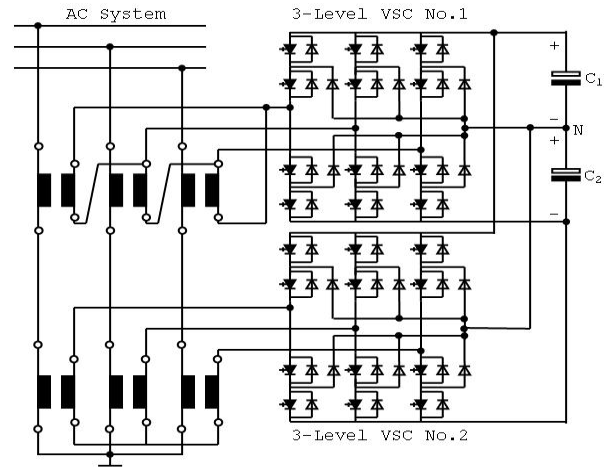 AC System
3-Level VSC No.1
+
C1
-
N
+
C2
-
3-Level VSC No.2